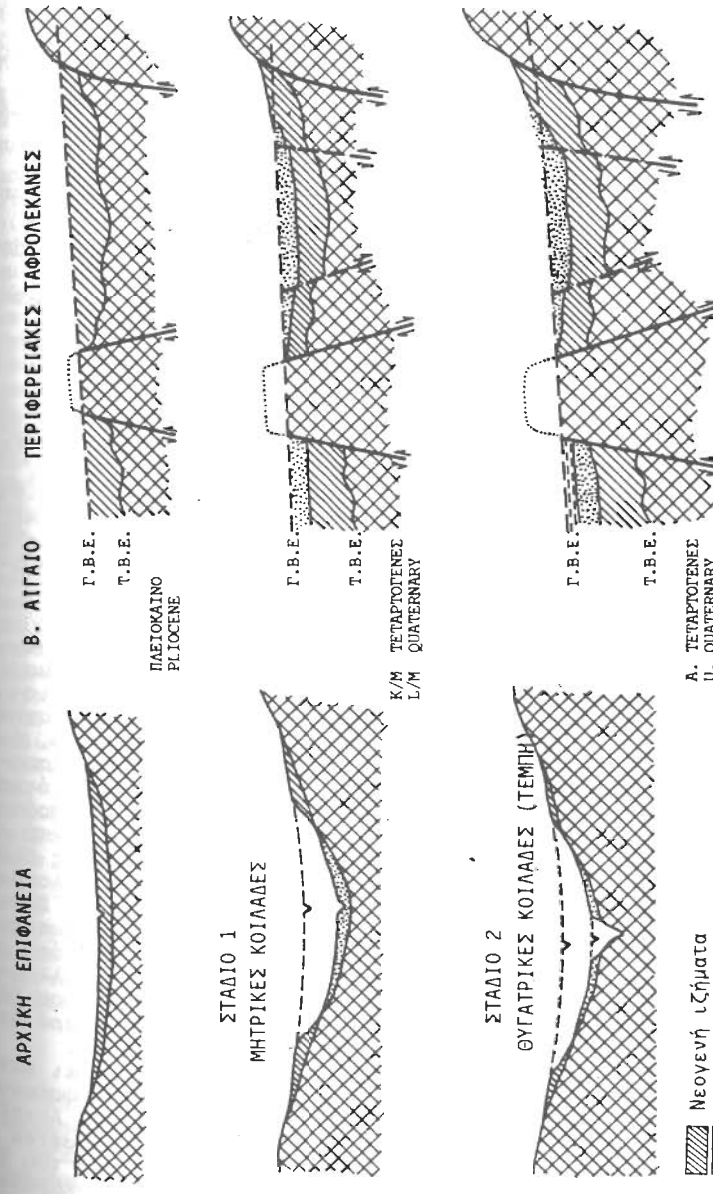 ΑΡΧΙΚΗ ΕΠΙΦΑΝΕΙΑ
Β. ΑΙΓΑΙΟ ΠΕΡΙΦΕΡΕΙΑΚΕΣ ΤΑΦΡΟΛΕΚΑΝΕΣ
Γ.Β.Ε.
Τ.Β.Ε.
ΠΛΕΙΟΚΑΙΝΟ
PLIOCENE
ΣΤΑΔΙΟ 1
ΜΗΤΡΙΚΕΣ ΚΟΙΛΑΔΕΣ
Γ.Β.Ε.
Τ.Β.Ε.
Κ/Μ ΤΕΤΑΡΤΟΓΕΝΕΣ
L/M QUATERNARY
ΣΤΑΔΙΟ 2
ΘΥΓΑΤΡΙΚΕΣ ΚΟΙΛΑΔΕΣ (ΤΕΜΠΗ)
Γ.Β.Ε.
Τ.Β.Ε.
Α. ΤΕΤΑΡΤΟΓΕΝΕΣ
U. QUATERNARY
Νεογενή ιζήματα